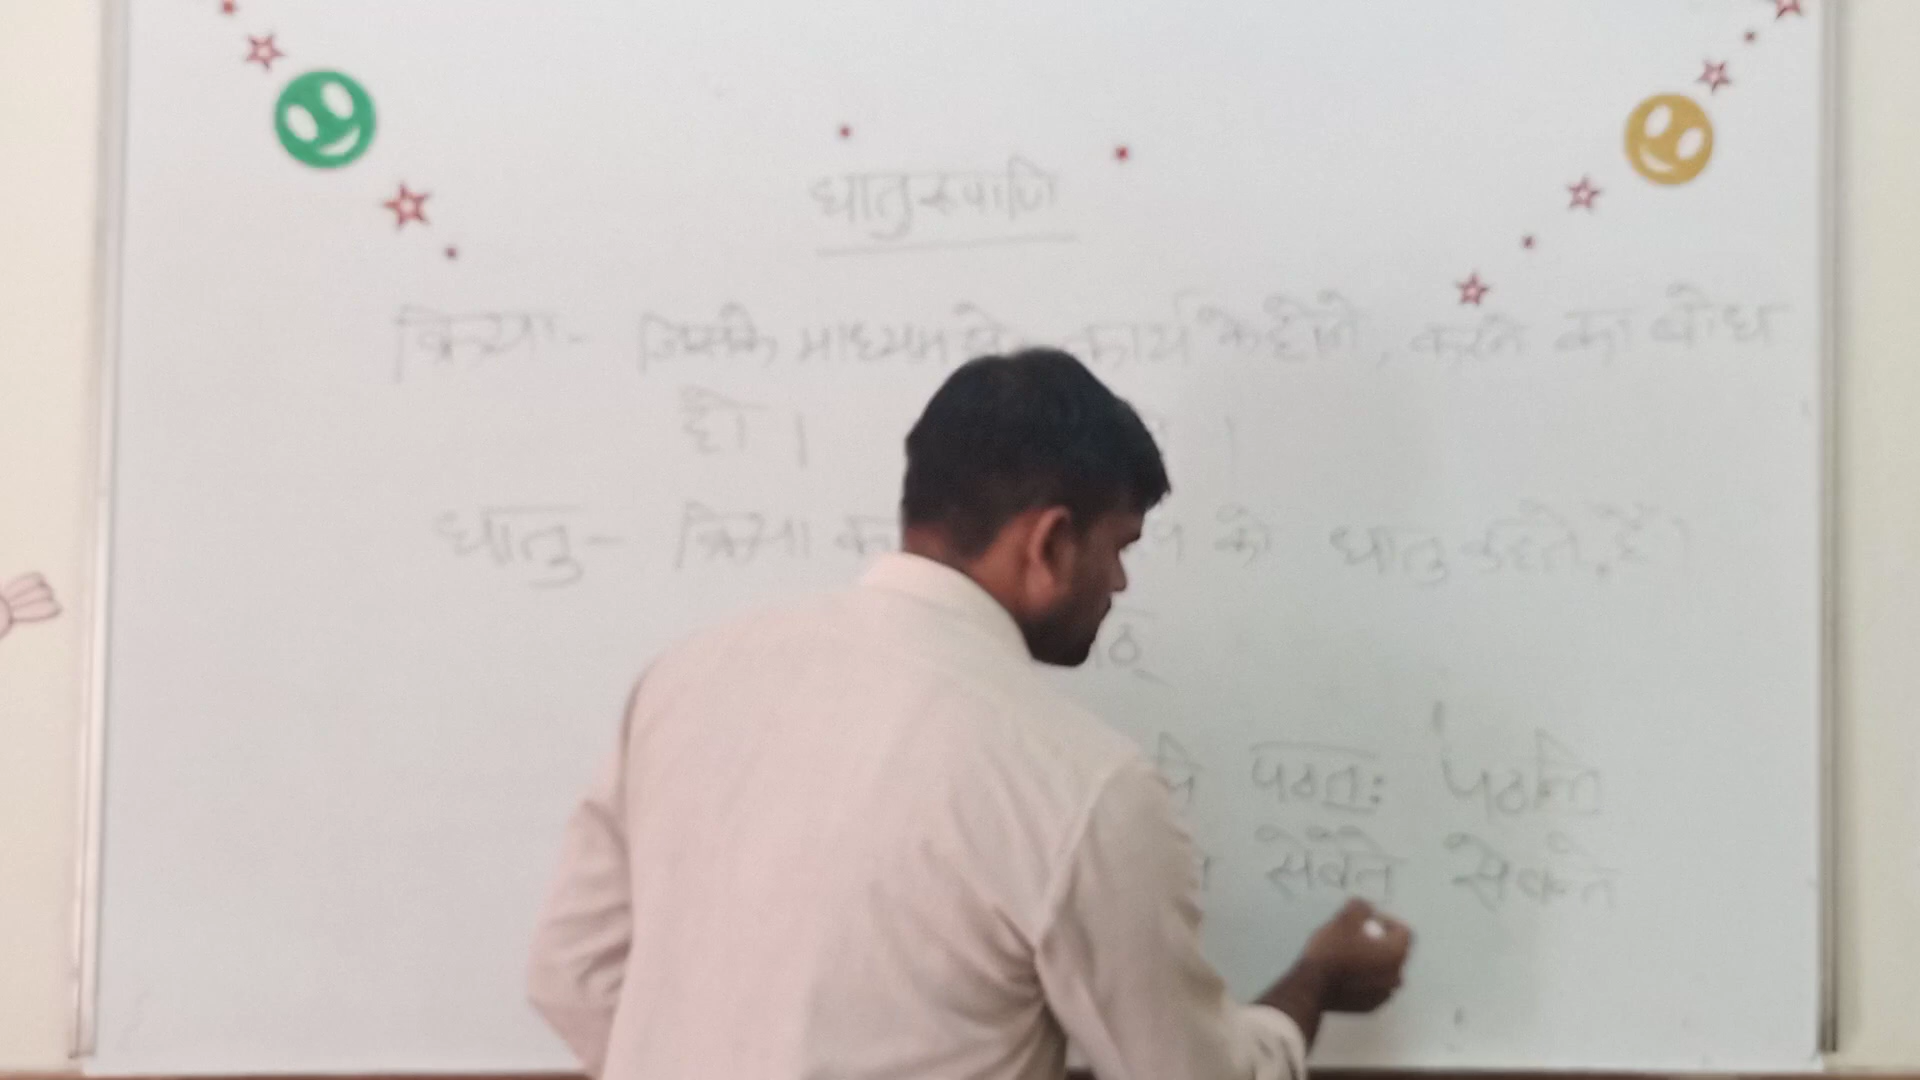 धातुरूपाणि
क्रिया - जिसके माध्यम से कार्य के होने, करने का बोध
हो ।
धातु - क्रिया के को धातु कहते हैं।
पठतः पठन्ति
सेवेते सेवन्ते